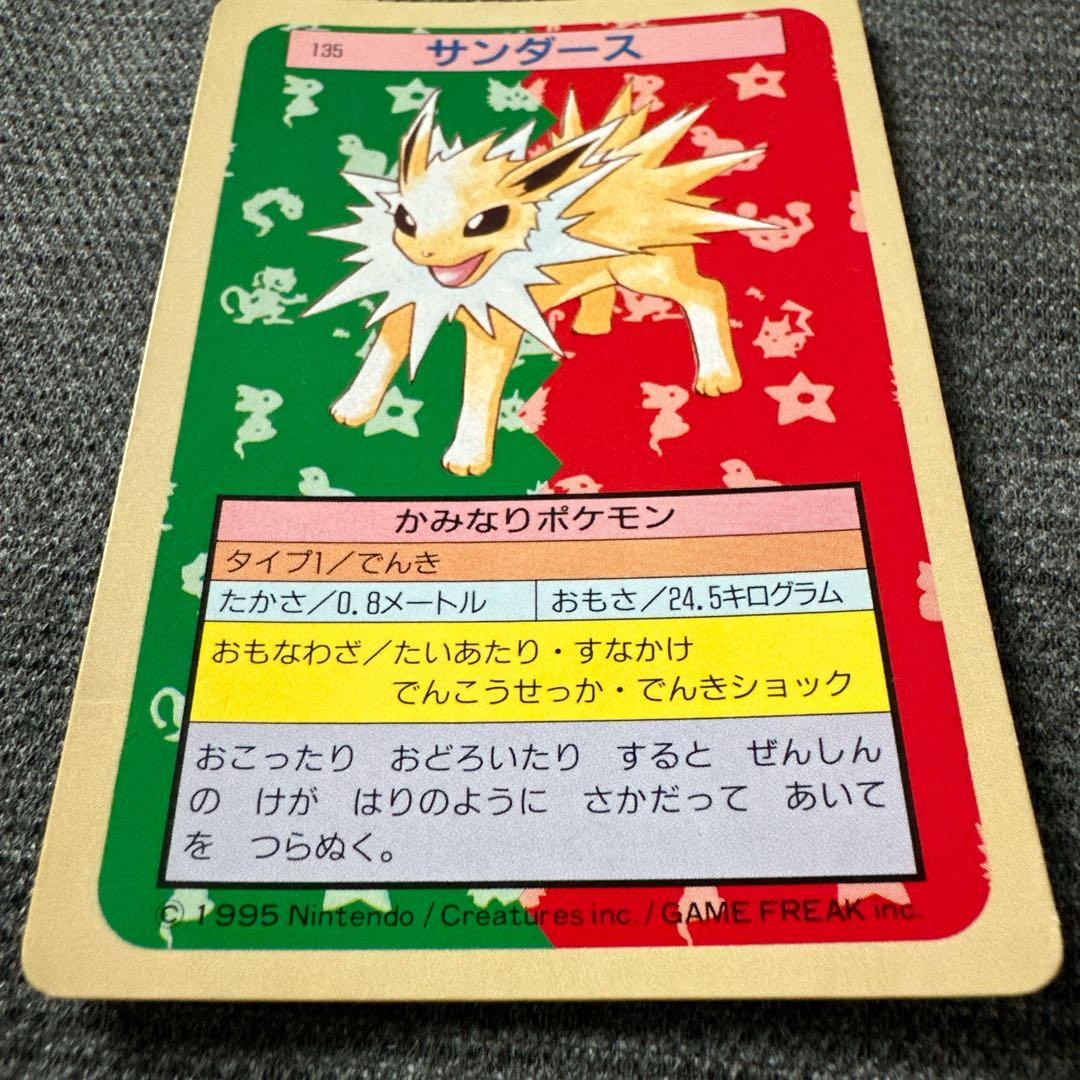 135 サンダース
かみなりポケモン
タイプ1／でんき
たかさ／0.8メートル おもさ／24.5キログラム
おもなわざ／たいあたり・すなかけ
でんこうせっか・でんきショック
おこったり おどろいたり すると ぜんしん
の けが はりのように さかだって あいて
を つらぬく。
© 1995 Nintendo / Creatures inc. / GAME FREAK inc.